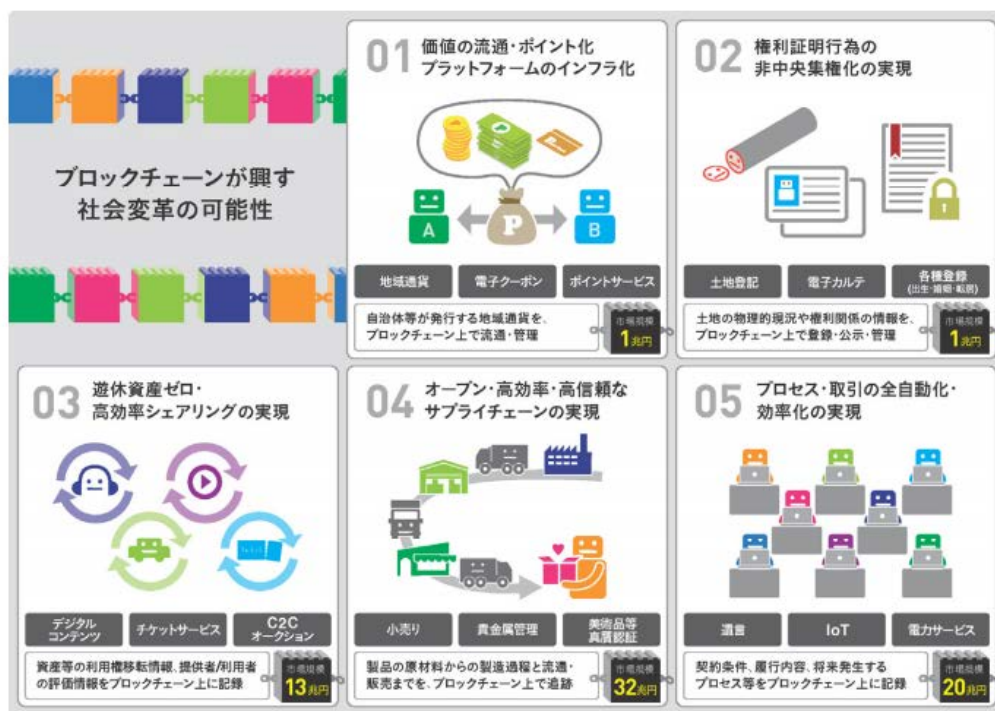 ブロックチェーンが興す
社会変革の可能性
01
価値の流通・ポイント化
プラットフォームのインフラ化
A
P
B
地域通貨
電子クーポン
ポイントサービス
自治体等が発行する地域通貨を、
ブロックチェーン上で流通・管理
市場規模
1兆円
02
権利証明行為の
非中央集権化の実現
土地登記
電子カルテ
各種登録
(出生・婚姻・転居)
土地の物理的現況や権利関係の情報を、
ブロックチェーン上で登録・公示・管理
市場規模
1兆円
03
遊休資産ゼロ・
高効率シェアリングの実現
デジタル
コンテンツ
チケットサービス
C2C
オークション
資産等の利用権移転情報、提供者/利用者
の評価情報をブロックチェーン上に記録
市場規模
13兆円
04
オープン・高効率・高信頼な
サプライチェーンの実現
小売り
貴金属管理
美術品等
真贋認証
製品の原材料からの製造過程と流通・
販売までを、ブロックチェーン上で追跡
市場規模
32兆円
05
プロセス・取引の全自動化・
効率化の実現
遺言
IoT
電力サービス
契約条件、履行内容、将来発生する
プロセス等をブロックチェーン上に記録
市場規模
20兆円